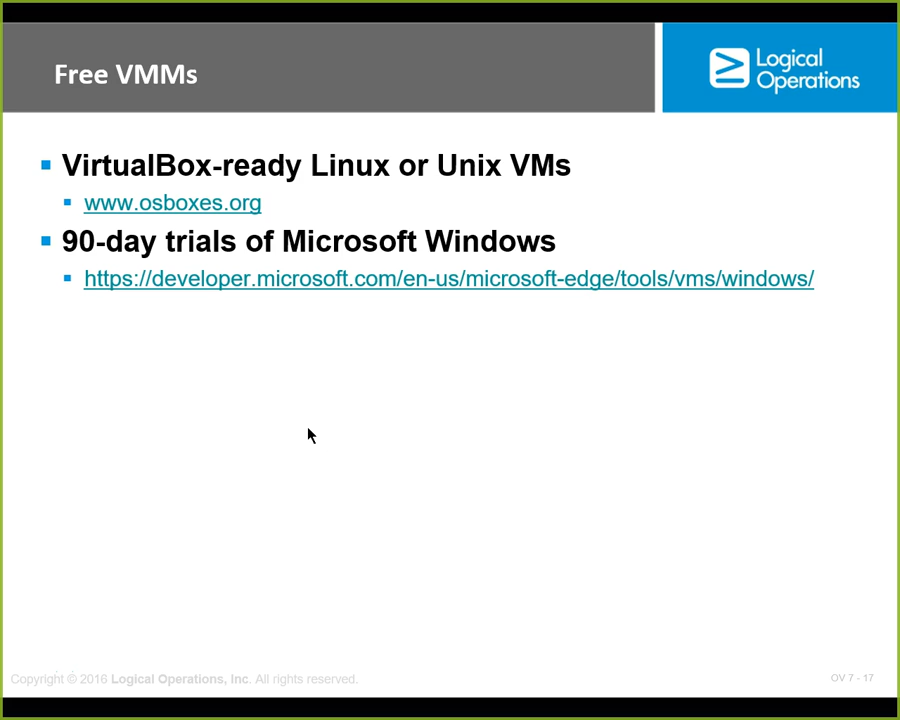 Free VMMs
Logical
Operations
VirtualBox-ready Linux or Unix VMs
www.osboxes.org
90-day trials of Microsoft Windows
https://developer.microsoft.com/en-us/microsoft-edge/tools/vms/windows/
Copyright © 2016 Logical Operations, Inc. All rights reserved.
OV 7 - 17